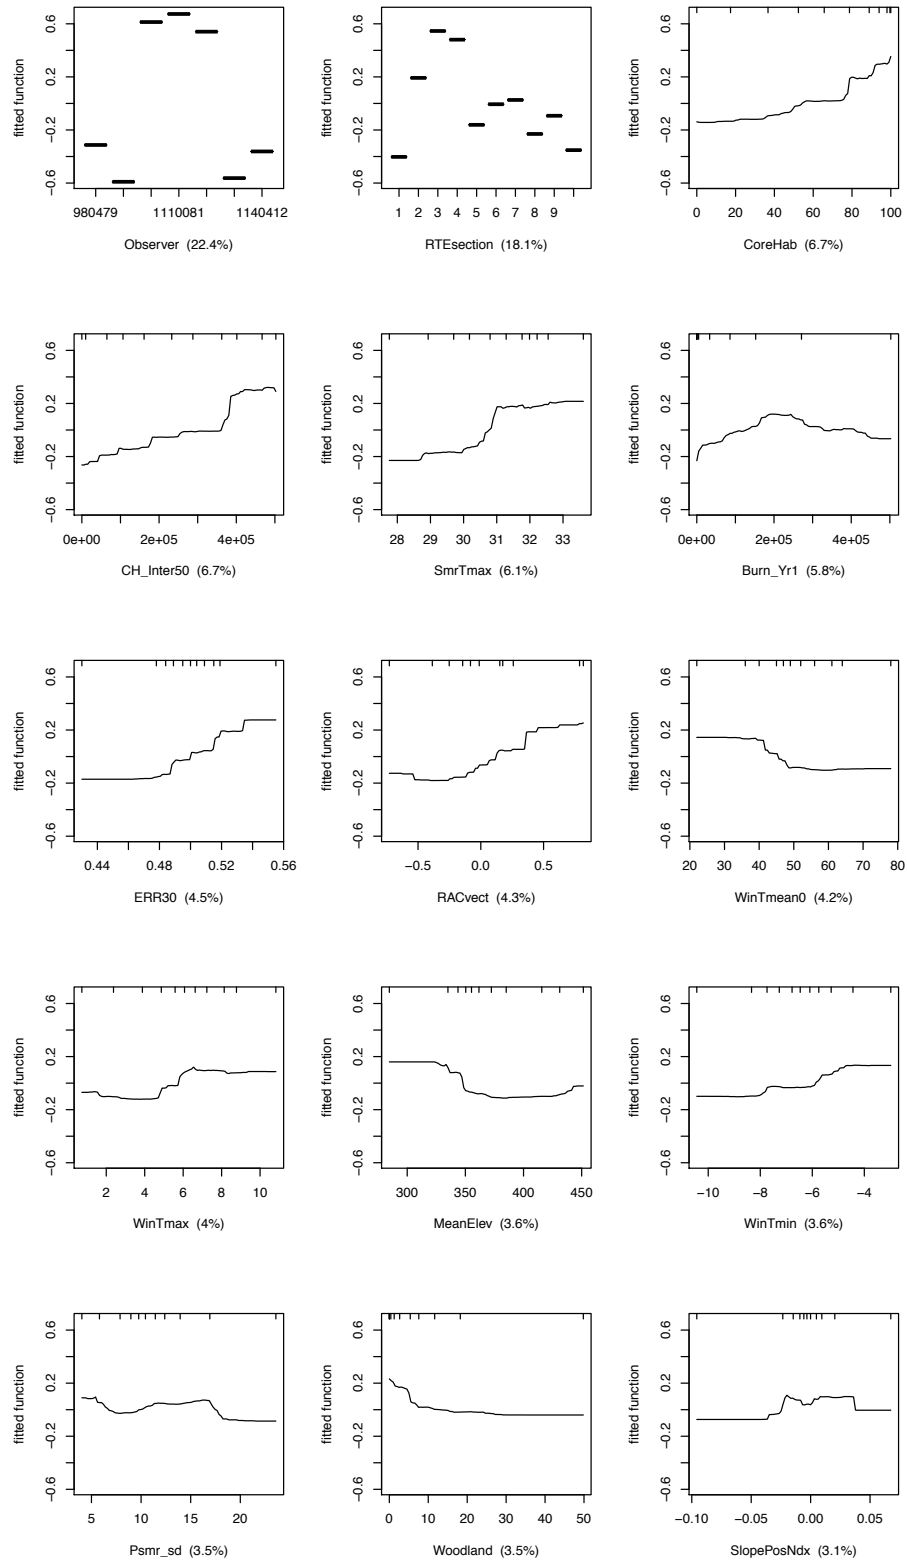 fitted function
−0.6 −0.2 0.2 0.6
980479 1110081 1140412
Observer (22.4%)
fitted function
−0.6 −0.2 0.2 0.6
1 2 3 4 5 6 7 8 9
RTEsection (18.1%)
fitted function
−0.6 −0.2 0.2 0.6
0 20 40 60 80 100
CoreHab (6.7%)
fitted function
−0.6 −0.2 0.2 0.6
0e+00 2e+05 4e+05
CH_Inter50 (6.7%)
fitted function
−0.6 −0.2 0.2 0.6
28 29 30 31 32 33
SmrTmax (6.1%)
fitted function
−0.6 −0.2 0.2 0.6
0e+00 2e+05 4e+05
Burn_Yr1 (5.8%)
fitted function
−0.6 −0.2 0.2 0.6
0.44 0.48 0.52 0.56
ERR30 (4.5%)
fitted function
−0.6 −0.2 0.2 0.6
−0.5 0.0 0.5
RACvect (4.3%)
fitted function
−0.6 −0.2 0.2 0.6
20 30 40 50 60 70 80
WinTmean0 (4.2%)
fitted function
−0.6 −0.2 0.2 0.6
2 4 6 8 10
WinTmax (4%)
fitted function
−0.6 −0.2 0.2 0.6
300 350 400 450
MeanElev (3.6%)
fitted function
−0.6 −0.2 0.2 0.6
−10 −8 −6 −4
WinTmin (3.6%)
fitted function
−0.6 −0.2 0.2 0.6
5 10 15 20
Psmr_sd (3.5%)
fitted function
−0.6 −0.2 0.2 0.6
0 10 20 30 40 50
Woodland (3.5%)
fitted function
−0.6 −0.2 0.2 0.6
−0.10 −0.05 0.00 0.05
SlopePosNdx (3.1%)